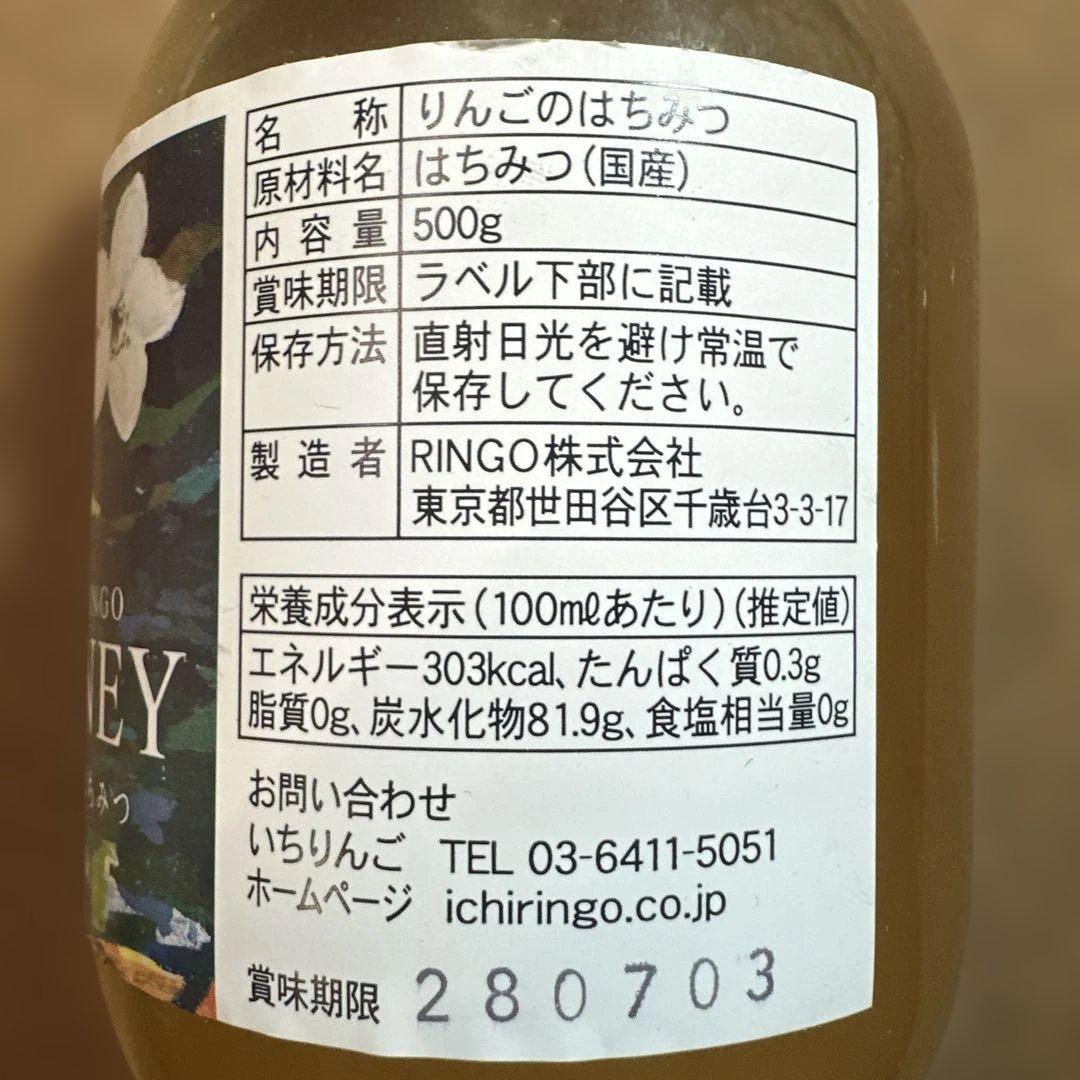 名称 りんごのはちみつ
原材料名 はちみつ(国産)
内容量 500g
賞味期限 ラベル下部に記載
保存方法 直射日光を避け常温で
保存してください。
製造者 RINGO株式会社
東京都世田谷区千歳台3-3-17
栄養成分表示(100mℓあたり)(推定値)
エネルギー303kcal、たんぱく質0.3g
脂質0g、炭水化物81.9g、食塩相当量0g
お問い合わせ
いちりんご TEL 03-6411-5051
ホームページ ichiringo.co.jp
賞味期限 280703
NGO
NEY
ちみつ